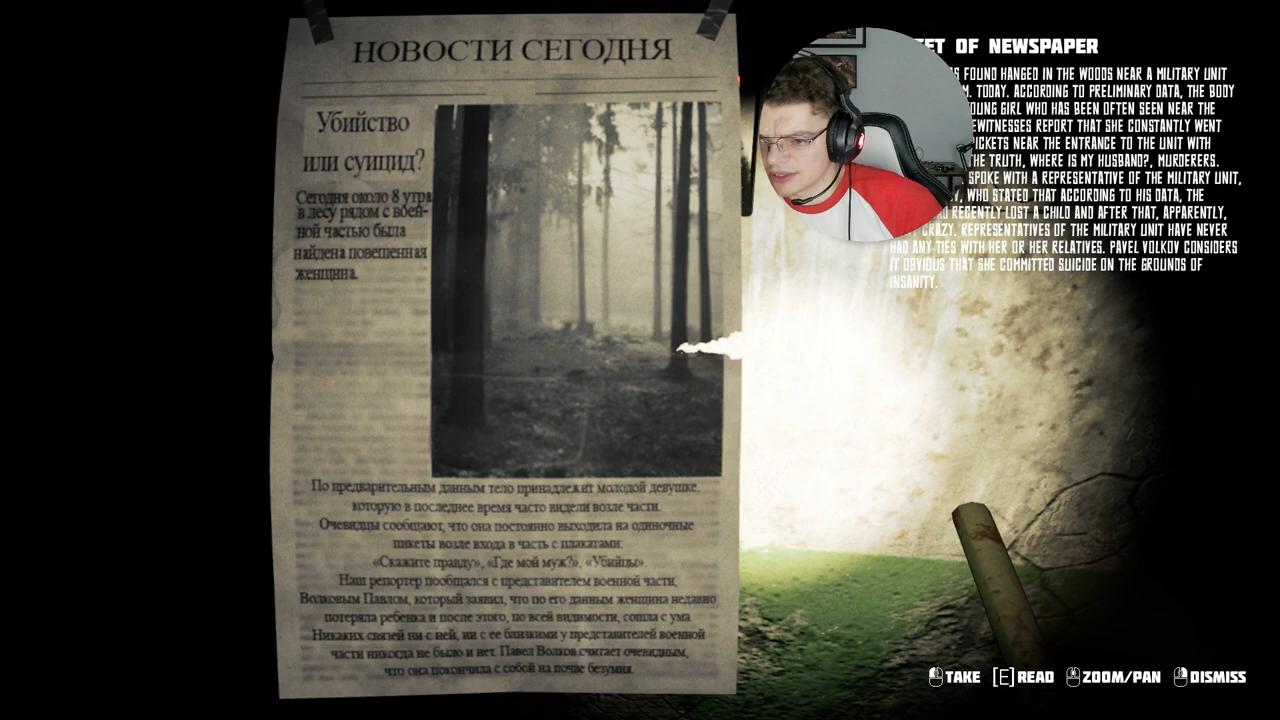 НОВОСТИ СЕГОДНЯ
Убийство
или суицид?
Сегодня около 8 утра
в лесу рядом с воен-
ной частью была
найдена повешенная
женщина.
По предварительным данным тело принадлежит молодой девушке,
которую в последнее время часто видели возле части.
Очевидцы сообщают, что она постоянно выходила на одиночные
пикеты возле входа в часть с плакатами:
«Скажите правду», «Где мой муж?», «Убийцы».
Наш репортер пообщался с представителем военной части,
Волковым Павлом, который заявил, что по его данным женщина недавно
потеряла ребенка и после этого, по всей видимости, сошла с ума.
Никаких связей ни с ней, ни с ее близкими у представителей военной
части никогда не было и нет. Павел Волков считает очевидным,
что она покончила с собой на почве безумия.
OF NEWSPAPER
FOUND HANGED IN THE WOODS NEAR A MILITARY UNIT
TODAY. ACCORDING TO PRELIMINARY DATA, THE BODY
GIRL WHO HAS BEEN OFTEN SEEN NEAR THE
REPORT THAT SHE CONSTANTLY WENT
NEAR THE ENTRANCE TO THE UNIT WITH
THE TRUTH, WHERE IS MY HUSBAND?, MURDERERS.
SPOKE WITH A REPRESENTATIVE OF THE MILITARY UNIT,
WHO STATED THAT ACCORDING TO HIS DATA, THE
RECENTLY LOST A CHILD AND AFTER THAT, APPARENTLY,
CRAZY. REPRESENTATIVES OF THE MILITARY UNIT HAVE NEVER
HAD ANY TIES WITH HER OR HER RELATIVES. PAVEL VOLKOV CONSIDERS
IT OBVIOUS THAT SHE COMMITTED SUICIDE ON THE GROUNDS OF
INSANITY.
TAKE [E] READ ZOOM/PAN DISMISS